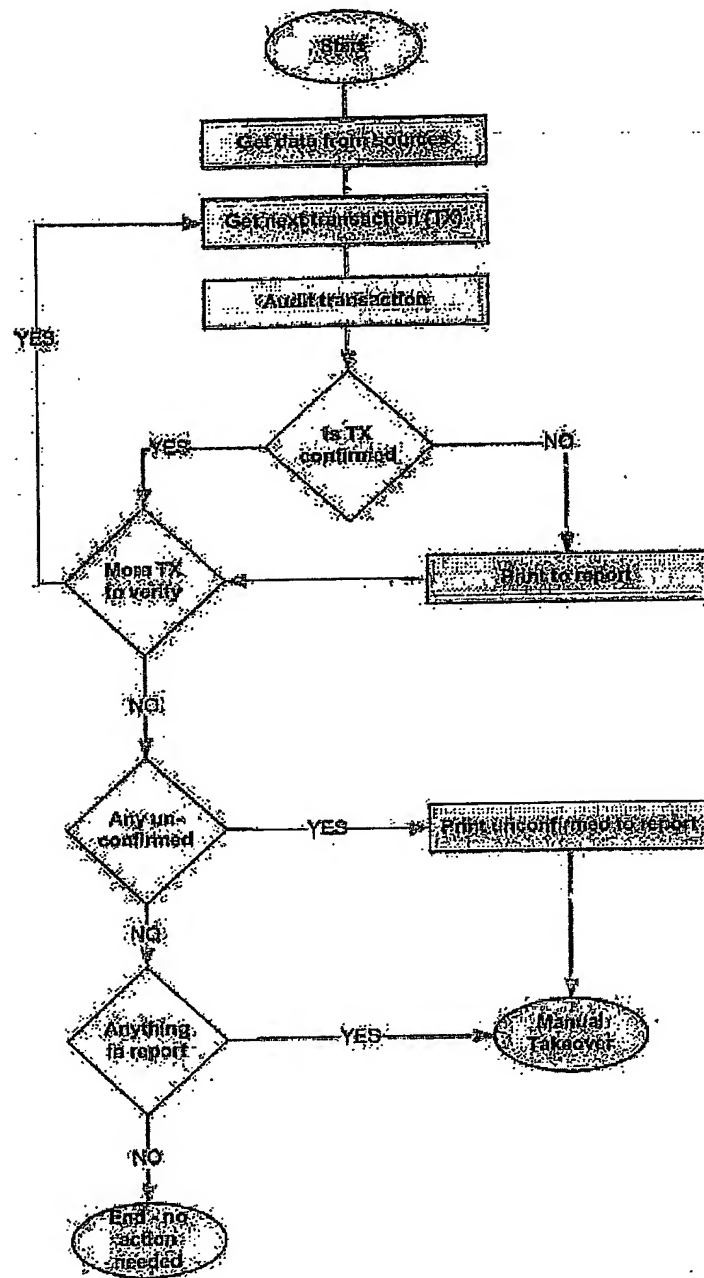 Start
Get data from sources
Get next transaction (TX)
Audit transaction
YES
Is TX
confirmed
YES
NO
More TX
to verify
Print to report
NO
Any un-
confirmed
YES
Print unconfirmed to report
NO
Anything
in report
YES
Manual
Takeover
NO
End - no
action
needed